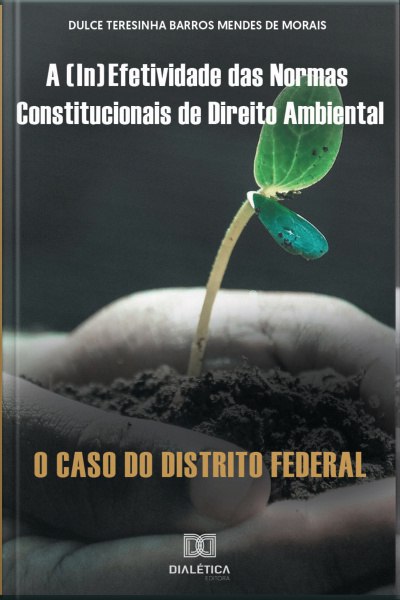 DULCE TERESINHA BARROS MENDES DE MORAIS
A (In)Efetividade das Normas
Constitucionais de Direito Ambiental
O CASO DO DISTRITO FEDERAL
DIALÉTICA
EDITORA